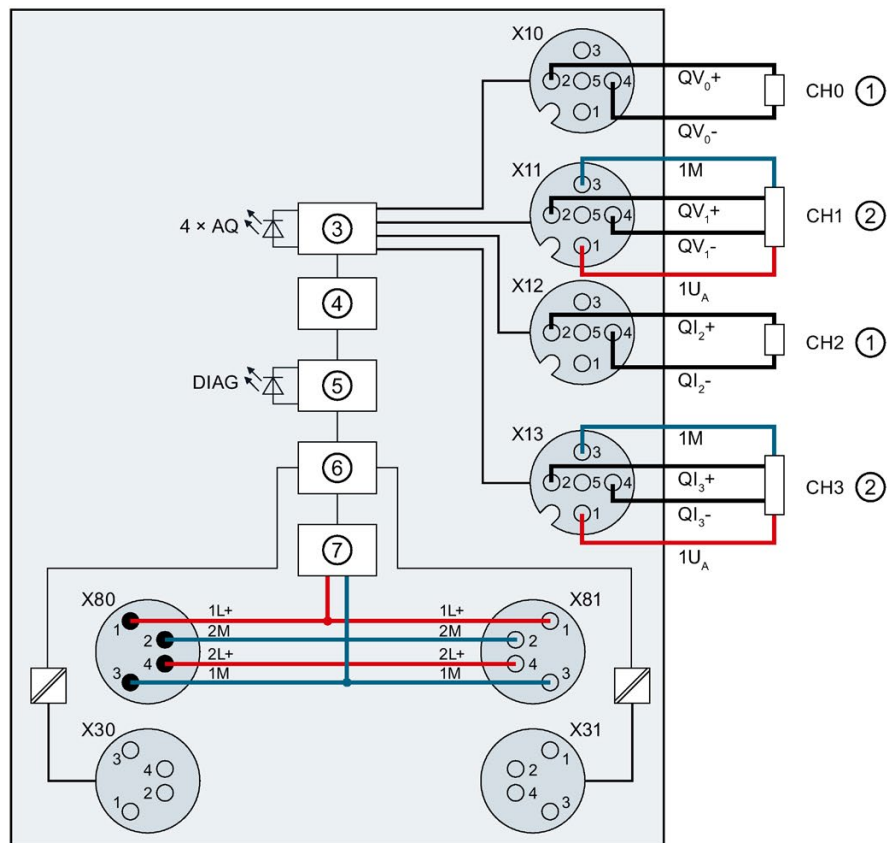 X10
3
2 5 4
1
QV0+
QV0-
CH0 ①
X11
3
2 5 4
1
1M
QV1+
QV1-
1UA
CH1 ②
4 × AQ
③
④
DIAG
⑤
⑥
⑦
X12
3
2 5 4
1
QI2+
QI2-
CH2 ①
X13
3
2 5 4
1
1M
QI3+
QI3-
1UA
CH3 ②
X80
1
2
4
3
1L+ 1L+
2M 2M
2L+ 2L+
1M 1M
X81
1
2
4
3
X30
3
4
2
1
X31
1
2
4
3